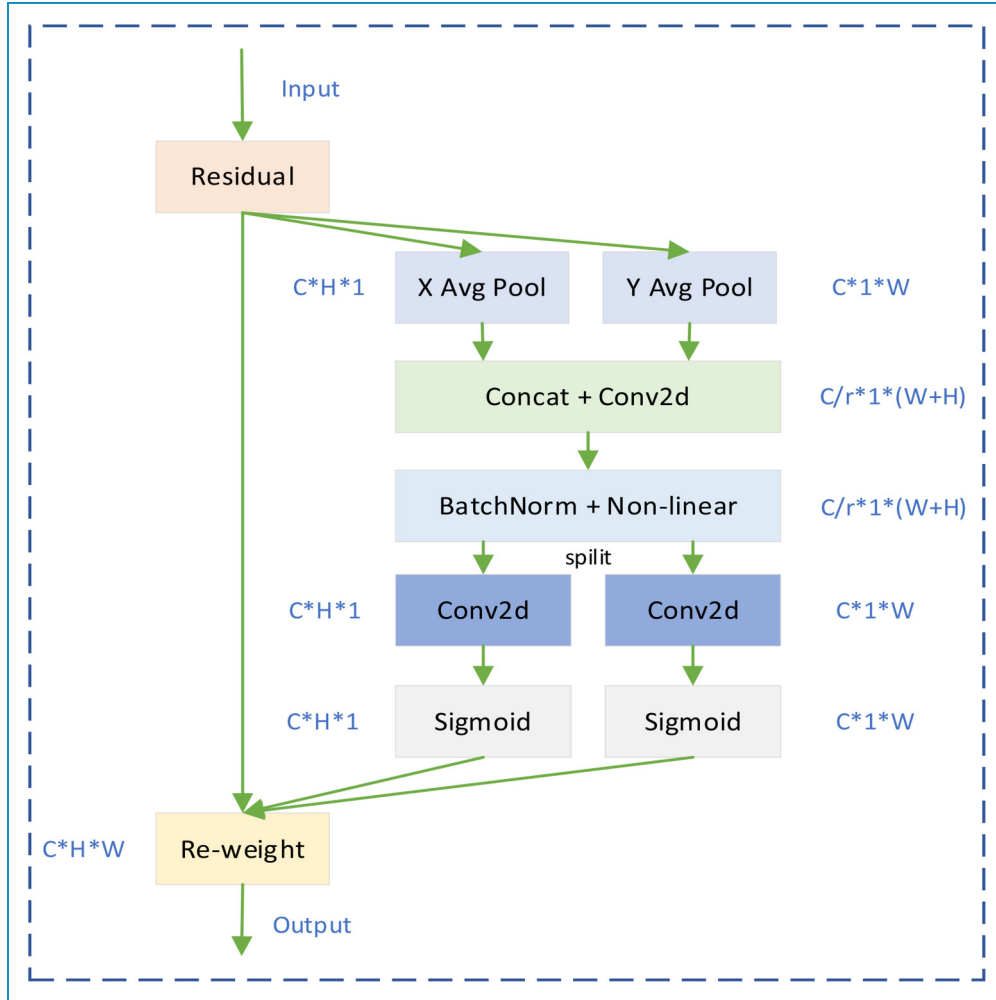 Input
Residual
C*H*1
X Avg Pool
Y Avg Pool
C*1*W
Concat + Conv2d
C/r*1*(W+H)
BatchNorm + Non-linear
C/r*1*(W+H)
spilit
C*H*1
Conv2d
Conv2d
C*1*W
C*H*1
Sigmoid
Sigmoid
C*1*W
C*H*W
Re-weight
Output